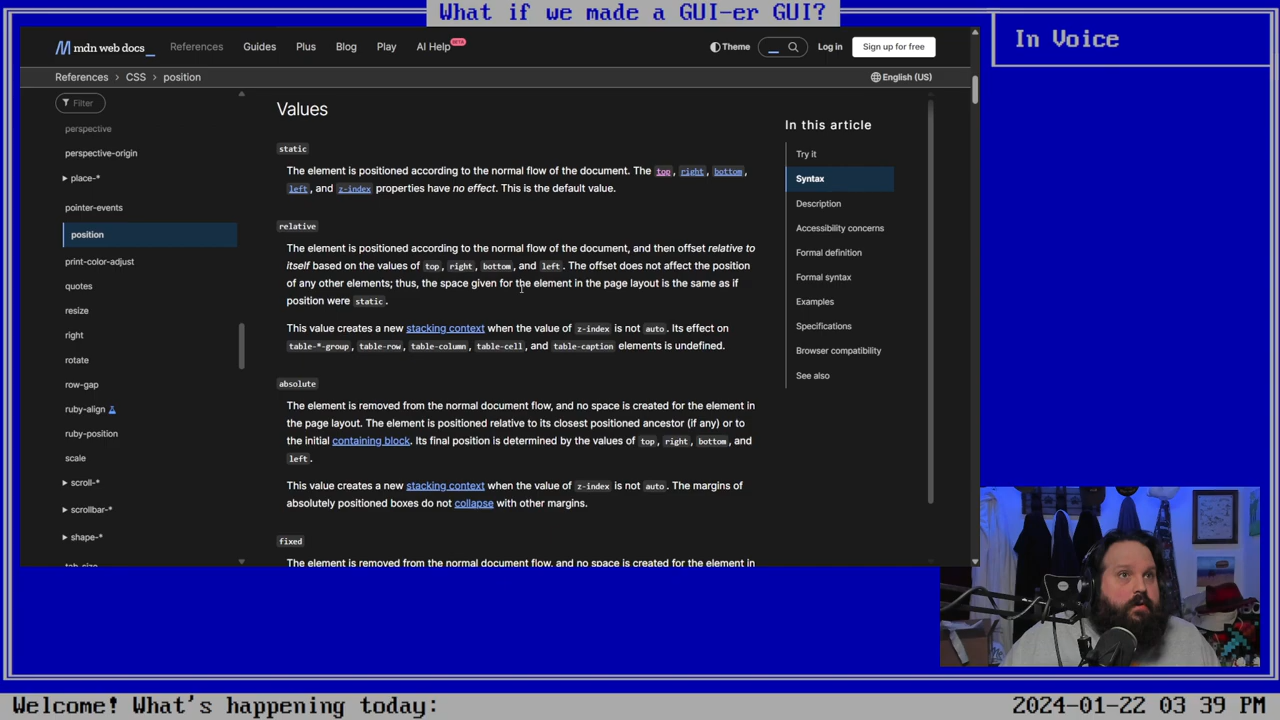 What if we made a GUI-er GUI?
In Voice
mdn web docs_
References
Guides
Plus
Blog
Play
AI Help
BETA
Theme
Log in
Sign up for free
References
CSS
position
English (US)
Filter
perspective
perspective-origin
place-*
pointer-events
position
print-color-adjust
quotes
resize
right
rotate
row-gap
ruby-align
ruby-position
scale
scroll-*
scrollbar-*
shape-*
tab-size
Values
static
The element is positioned according to the normal flow of the document. The top, right, bottom,
left, and z-index properties have no effect. This is the default value.
relative
The element is positioned according to the normal flow of the document, and then offset relative to
itself based on the values of top, right, bottom, and left. The offset does not affect the position
of any other elements; thus, the space given for the element in the page layout is the same as if
position were static.
This value creates a new stacking context when the value of z-index is not auto. Its effect on
table-*-group, table-row, table-column, table-cell, and table-caption elements is undefined.
absolute
The element is removed from the normal document flow, and no space is created for the element in
the page layout. The element is positioned relative to its closest positioned ancestor (if any) or to
the initial containing block. Its final position is determined by the values of top, right, bottom, and
left.
This value creates a new stacking context when the value of z-index is not auto. The margins of
absolutely positioned boxes do not collapse with other margins.
fixed
The element is removed from the normal document flow, and no space is created for the element in
In this article
Try it
Syntax
Description
Accessibility concerns
Formal definition
Formal syntax
Examples
Specifications
Browser compatibility
See also
Welcome! What's happening today:
2024-01-22 03 39 PM